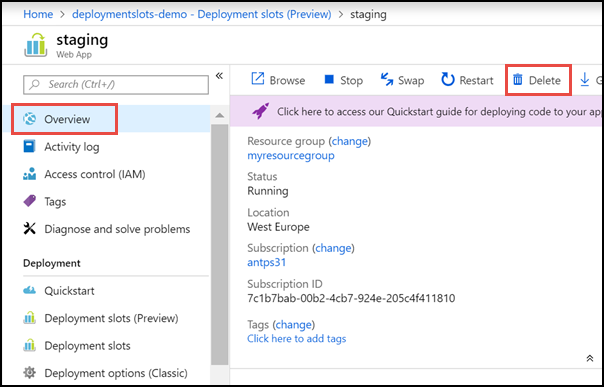 Home > deploymentslots-demo - Deployment slots (Preview) > staging
staging
Web App
Search (Ctrl+/)
«
Overview
Activity log
Access control (IAM)
Tags
Diagnose and solve problems
Deployment
Quickstart
Deployment slots (Preview)
Deployment slots
Deployment options (Classic)
Browse Stop Swap Restart Delete G
Click here to access our Quickstart guide for deploying code to your ap
Resource group (change)
myresourcegroup
Status
Running
Location
West Europe
Subscription (change)
antps31
Subscription ID
7c1b7bab-00b2-4cb7-924e-205c4f411810
Tags (change)
Click here to add tags